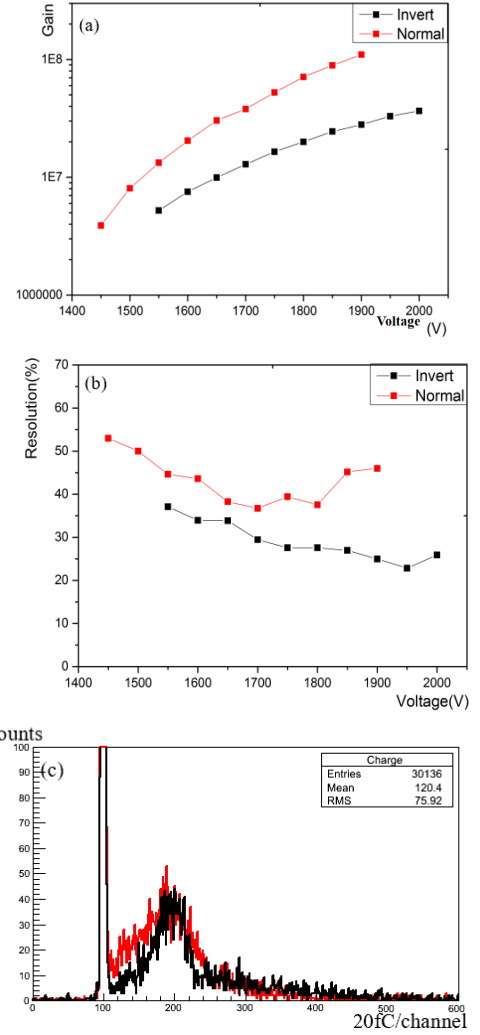 Gain
(a)
Invert
Normal
1E8
1E7
1000000
1400 1500 1600 1700 1800 1900 2000
Voltage (V)
Resolution(%)
(b)
Invert
Normal
70
60
50
40
30
20
10
0
1400 1500 1600 1700 1800 1900 2000
Voltage(V)
ounts
(c)
Charge
Entries 30136
Mean 120.4
RMS 75.92
100
90
80
70
60
50
40
30
20
10
0
0 100 200 300 400 500 600
20fC/channel